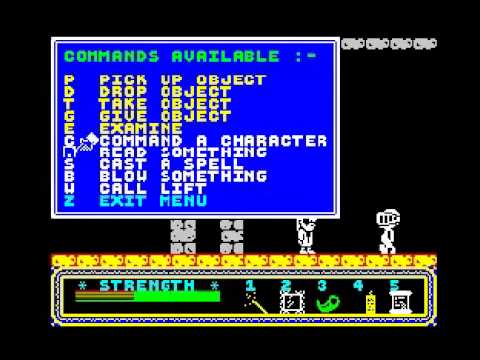 COMMANDS AVAILABLE :-
P PICK UP OBJECT
D DROP OBJECT
T TAKE OBJECT
G GIVE OBJECT
E EXAMINE
C COMMAND A CHARACTER
READ SOMETHING
S CAST A SPELL
B BLOW SOMETHING
W CALL LIFT
Z EXIT MENU
* STRENGTH * 1 2 3 4 5